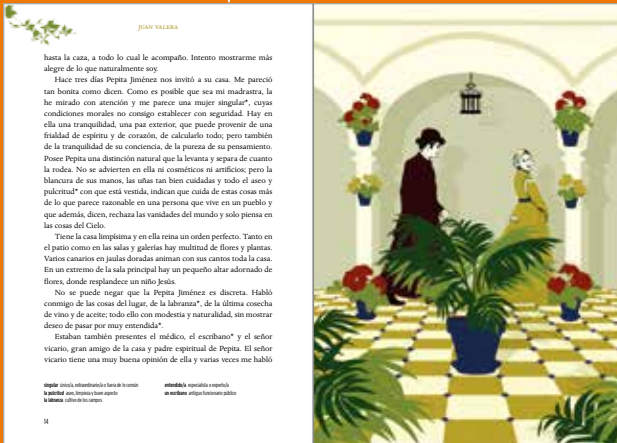 JUAN VALERA
hasta la caza, a todo lo cual le acompaño. Intento mostrarme más
alegre de lo que naturalmente soy.
Hace tres días Pepita Jiménez nos invitó a su casa. Me pareció
tan bonita como dicen. Como es posible que sea mi madrastra, la
he mirado con atención y me parece una mujer singular*, cuyas
condiciones morales no consigo establecer con seguridad. Hay en
ella una tranquilidad, una paz exterior, que puede provenir de una
frialdad de espíritu y de corazón, de calcularlo todo; pero también
de la tranquilidad de su conciencia, de la pureza de su pensamiento.
Posee Pepita una distinción natural que la levanta y separa de cuanto
la rodea. No se advierten en ella ni cosméticos ni artificios; pero la
blancura de sus manos, las uñas tan bien cuidadas y todo el aseo y
pulcritud* con que está vestida, indican que cuida de estas cosas más
de lo que parece razonable en una persona que vive en un pueblo y
que además, dicen, rechaza las vanidades del mundo y solo piensa en
las cosas del Cielo.
Tiene la casa limpísima y en ella reina un orden perfecto. Tanto en
el patio como en las salas y galerías hay multitud de flores y plantas.
Varios canarios en jaulas doradas animan con sus cantos toda la casa.
En un extremo de la sala principal hay un pequeño altar adornado de
flores, donde resplandece un niño Jesús.
No se puede negar que la Pepita Jiménez es discreta. Habló
conmigo de las cosas del lugar, de la labranza*, de la última cosecha
de vino y de aceite; todo ello con modestia y naturalidad, sin mostrar
deseo de pasar por muy entendida*.
Estaban también presentes el médico, el escribano* y el señor
vicario, gran amigo de la casa y padre espiritual de Pepita. El señor
vicario tiene una muy buena opinión de ella y varias veces me habló
singular único/a, extraordinario/a o fuera de lo común
la pulcritud aseo, limpieza y buen aspecto
la labranza cultivo de los campos
entendido/a especialista o experto/a
un escribano antiguo funcionario público
14